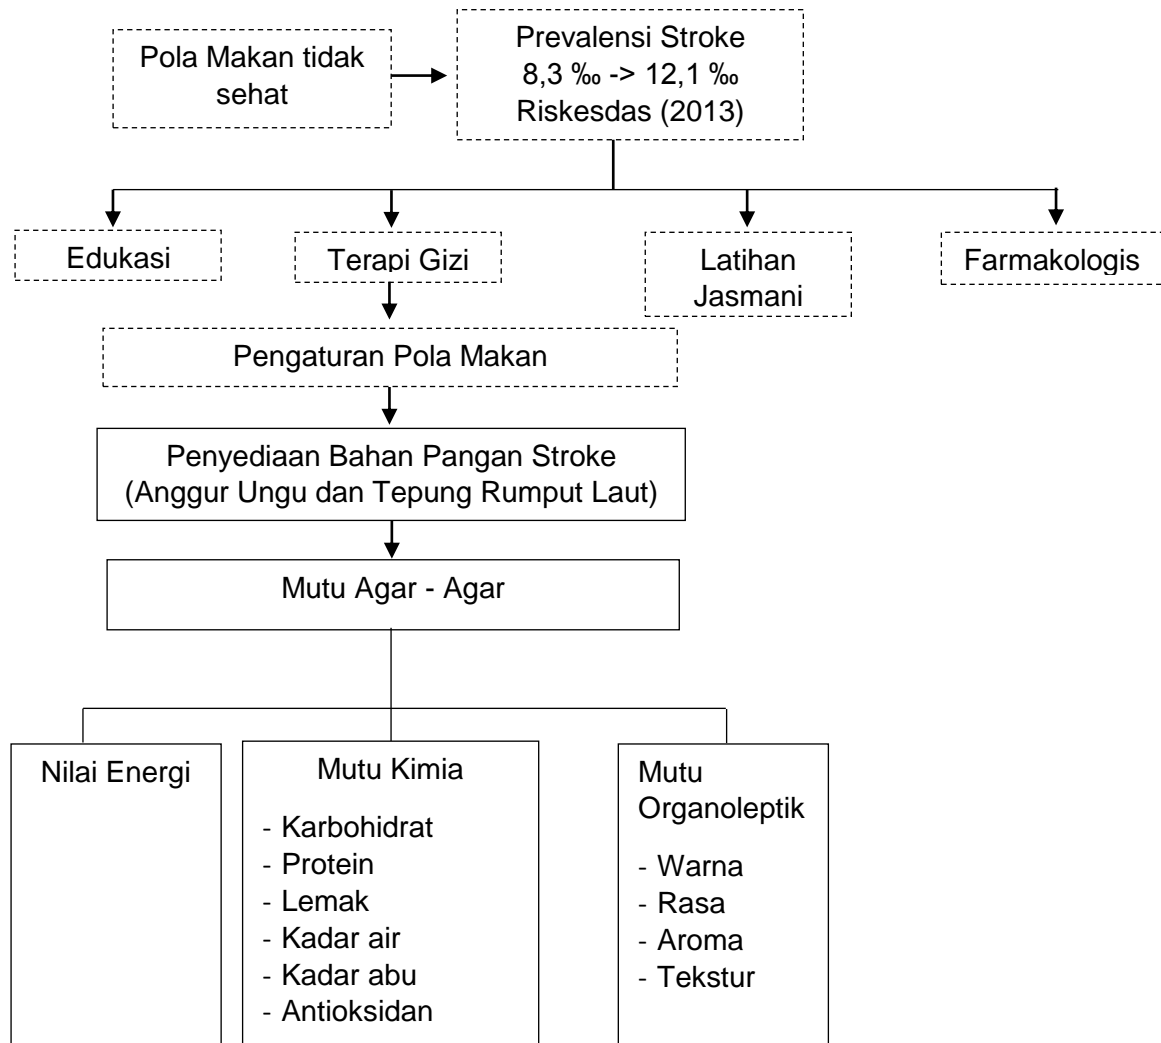 Pola Makan tidak
sehat
Prevalensi Stroke
8,3 ‰ -> 12,1 ‰
Riskesdas (2013)
Edukasi
Terapi Gizi
Latihan
Jasmani
Farmakologis
Pengaturan Pola Makan
Penyediaan Bahan Pangan Stroke
(Anggur Ungu dan Tepung Rumput Laut)
Mutu Agar - Agar
Nilai Energi
Mutu Kimia
- Karbohidrat
- Protein
- Lemak
- Kadar air
- Kadar abu
- Antioksidan
Mutu
Organoleptik
- Warna
- Rasa
- Aroma
- Tekstur